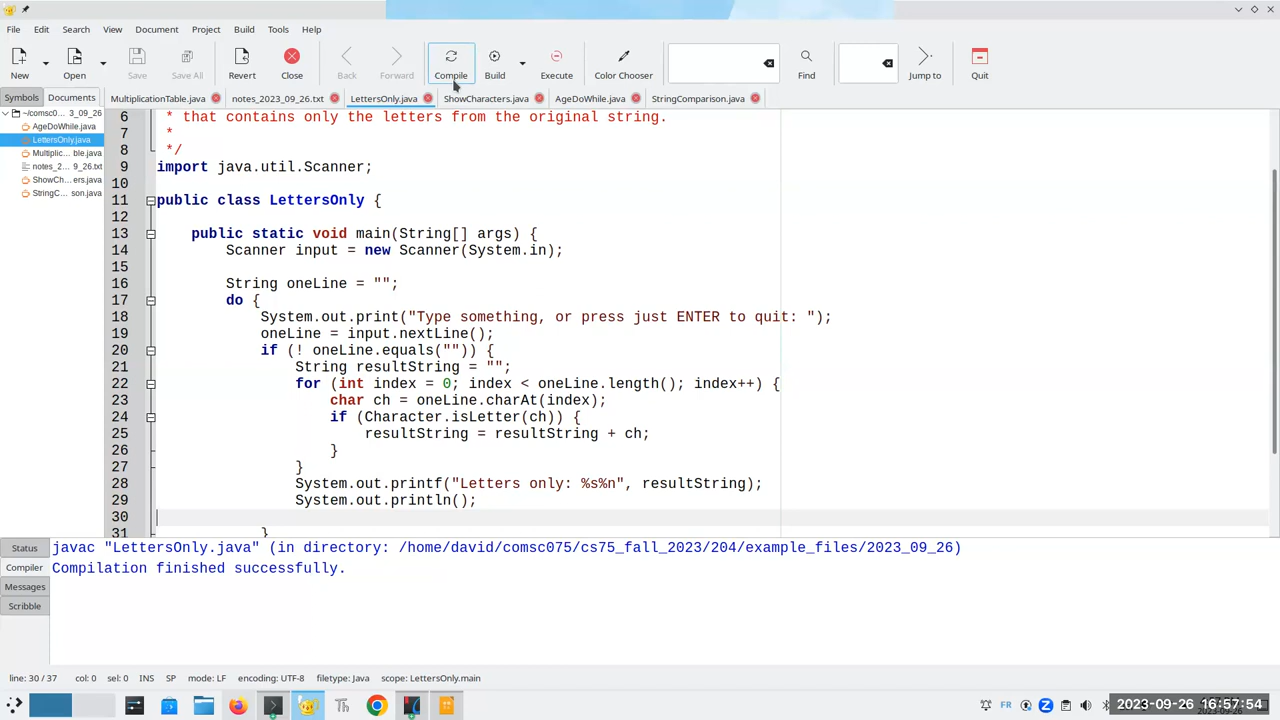 File Edit Search View Document Project Build Tools Help
New Open Save Save All Revert Close Back Forward Compile Build Execute Color Chooser Find Jump to Quit
Symbols Documents MultiplicationTable.java notes_2023_09_26.txt LettersOnly.java ShowCharacters.java AgeDoWhile.java StringComparison.java
~/comsc0... 3_09_26
AgeDoWhile.java
LettersOnly.java
Multiplic... ble.java
notes_2... 9_26.txt
ShowCh... ers.java
StringC... son.java
6 * that contains only the letters from the original string.
7 *
8 */
9 import java.util.Scanner;
10
11 public class LettersOnly {
12
13 public static void main(String[] args) {
14 Scanner input = new Scanner(System.in);
15
16 String oneLine = "";
17 do {
18 System.out.print("Type something, or press just ENTER to quit: ");
19 oneLine = input.nextLine();
20 if (! oneLine.equals("")) {
21 String resultString = "";
22 for (int index = 0; index < oneLine.length(); index++) {
23 char ch = oneLine.charAt(index);
24 if (Character.isLetter(ch)) {
25 resultString = resultString + ch;
26 }
27 }
28 System.out.printf("Letters only: %s%n", resultString);
29 System.out.println();
30
31 }
Status
Compiler
Messages
Scribble
javac "LettersOnly.java" (in directory: /home/david/comsc075/cs75_fall_2023/204/example_files/2023_09_26)
Compilation finished successfully.
line: 30 / 37 col: 0 sel: 0 INS SP mode: LF encoding: UTF-8 filetype: Java scope: LettersOnly.main
FR
2023-09-26 16:57:54